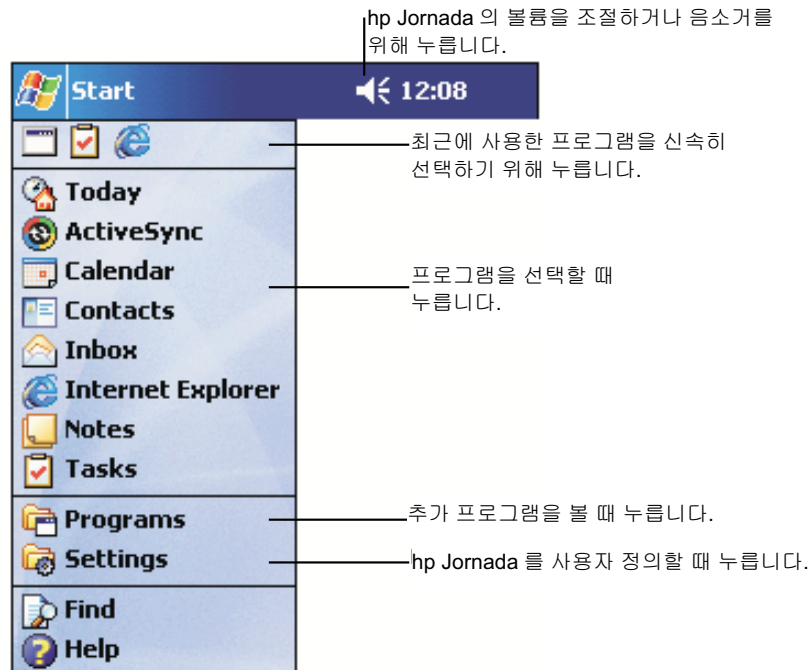 hp Jornada 의 볼륨을 조절하거나 음소거를
위해 누릅니다.
Start
12:08
최근에 사용한 프로그램을 신속히
선택하기 위해 누릅니다.
Today
ActiveSync
Calendar
프로그램을 선택할 때
누릅니다.
Contacts
Inbox
Internet Explorer
Notes
Tasks
Programs
추가 프로그램을 볼 때 누릅니다.
Settings
hp Jornada 를 사용자 정의할 때 누릅니다.
Find
Help